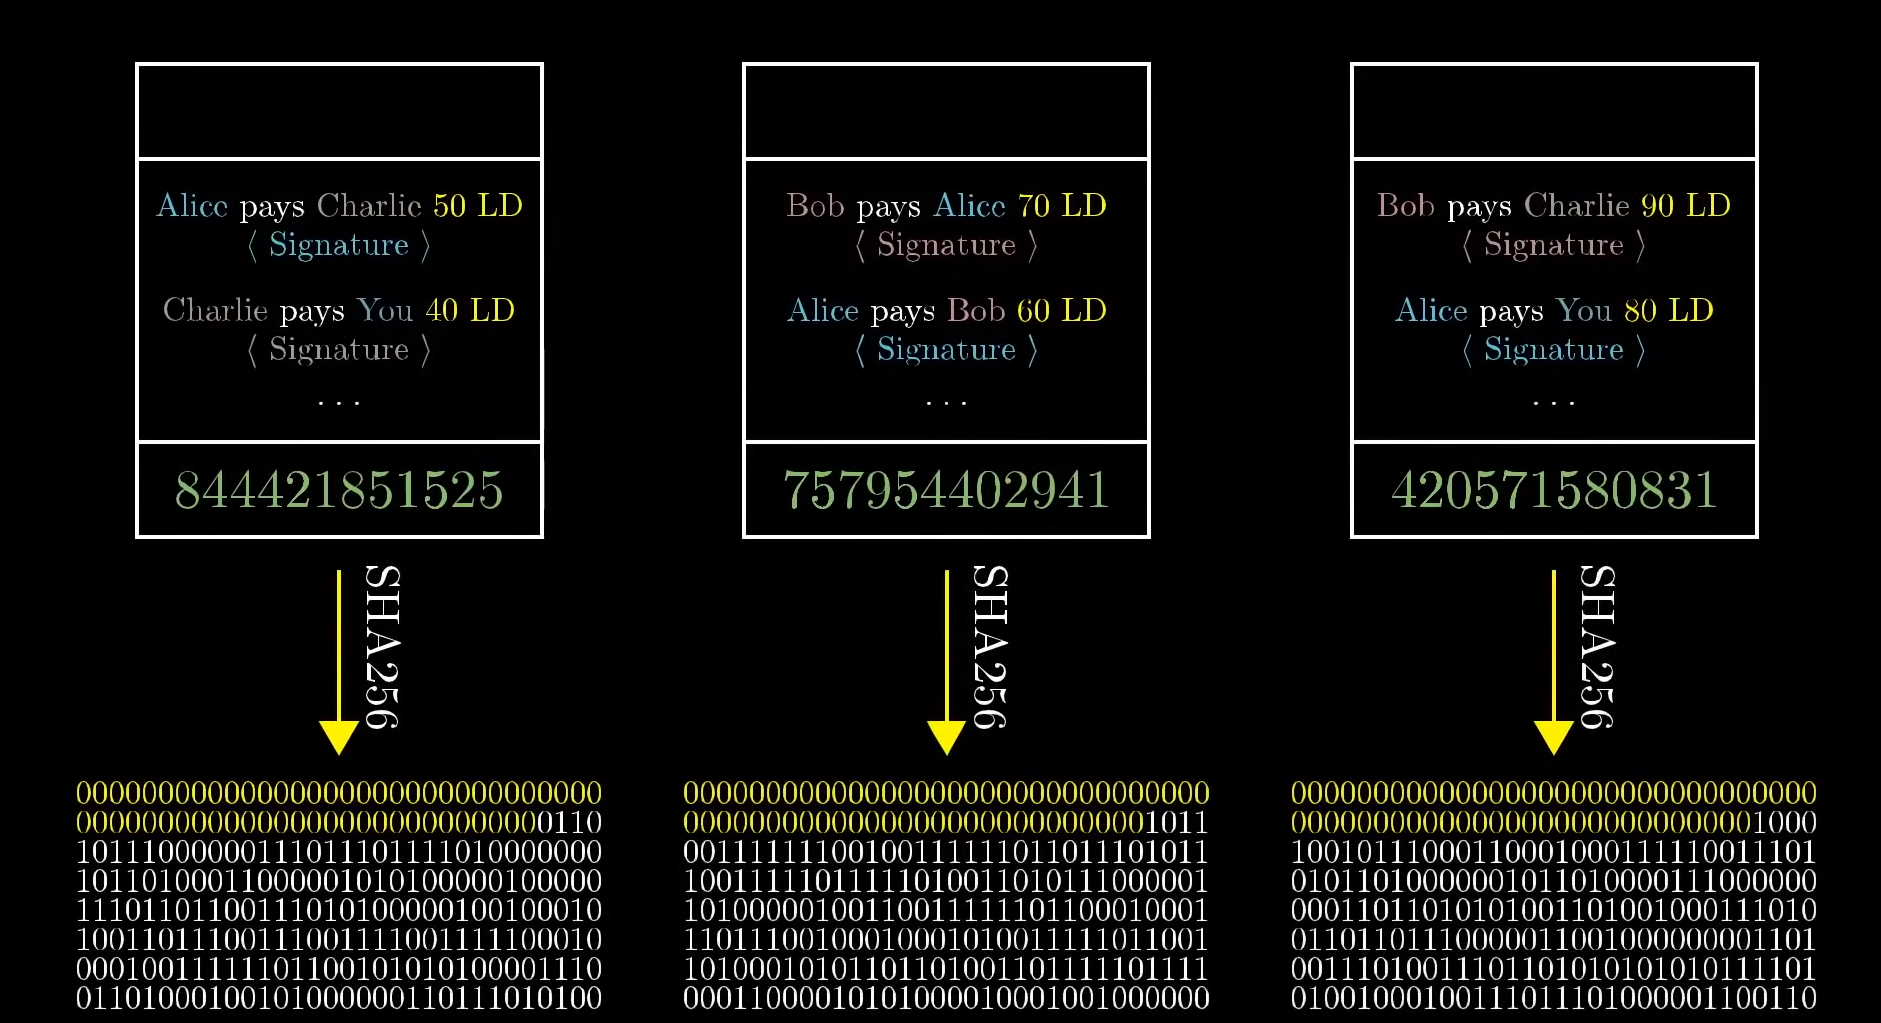 Alice pays Charlie 50 LD
⟨ Signature ⟩
Charlie pays You 40 LD
⟨ Signature ⟩
...
844421851525
SHA256
00000000000000000000000000000000
00000000000000000000000000000110
10111000000111011101111010000000
10110100011000001010100000100000
11101101100111010100000100100010
10011011100111001111001111100010
00010011111101100101010100001110
01101000100101000000110111010100
Bob pays Alice 70 LD
⟨ Signature ⟩
Alice pays Bob 60 LD
⟨ Signature ⟩
...
757954402941
SHA256
00000000000000000000000000000000
00000000000000000000000000001011
00111111100100111111011011101011
10011111011111010011010111000001
10100000100110011111101100010001
11011100100010001010011111011001
10100010101101101001101111101111
00011000010101000010001001000000
Bob pays Charlie 90 LD
⟨ Signature ⟩
Alice pays You 80 LD
⟨ Signature ⟩
...
420571580831
SHA256
00000000000000000000000000000000
00000000000000000000000000001000
10010111000110001000111110011101
01011010000001011010000111000000
00011011010101001101001000111010
01101101110000011001000000001101
00111010011101101010101010111101
01001000100111011101000001100110